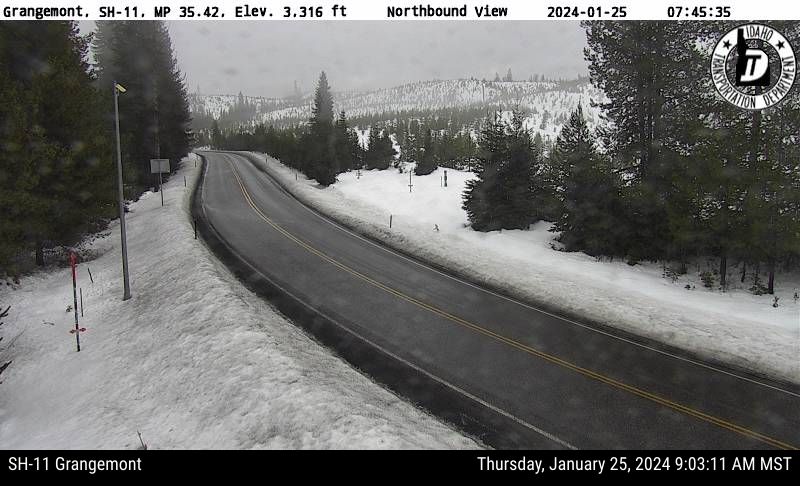 Grangemont, SH-11, MP 35.42, Elev. 3,316 ft Northbound View 2024-01-25 07:45:35
IDAHO
TRANSPORTATION DEPARTMENT
SH-11 Grangemont Thursday, January 25, 2024 9:03:11 AM MST